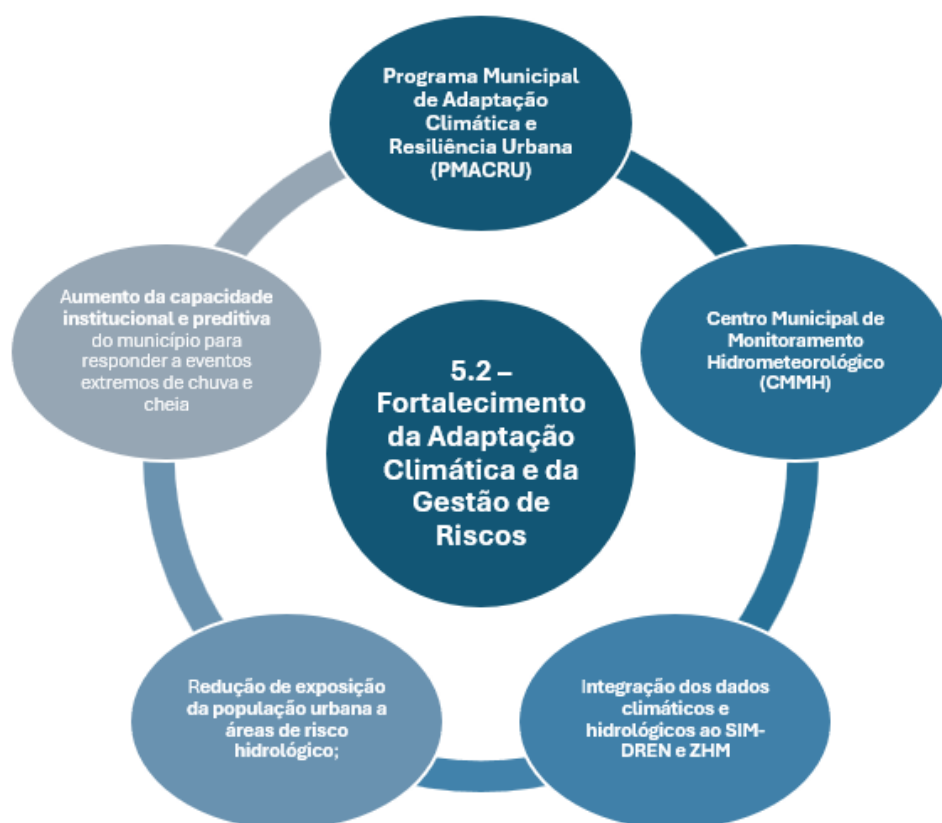 Programa Municipal
de Adaptação
Climática e
Resiliência Urbana
(PMACRU)
Aumento da capacidade
institucional e preditiva
do município para
responder a eventos
extremos de chuva e
cheia
Centro Municipal de
Monitoramento
Hidrometeorológico
(CMMH)
5.2 –
Fortalecimento
da Adaptação
Climática e da
Gestão de
Riscos
Redução de exposição
da população urbana a
áreas de risco
hidrológico;
Integração dos dados
climáticos e
hidrológicos ao SIM-
DREN e ZHM